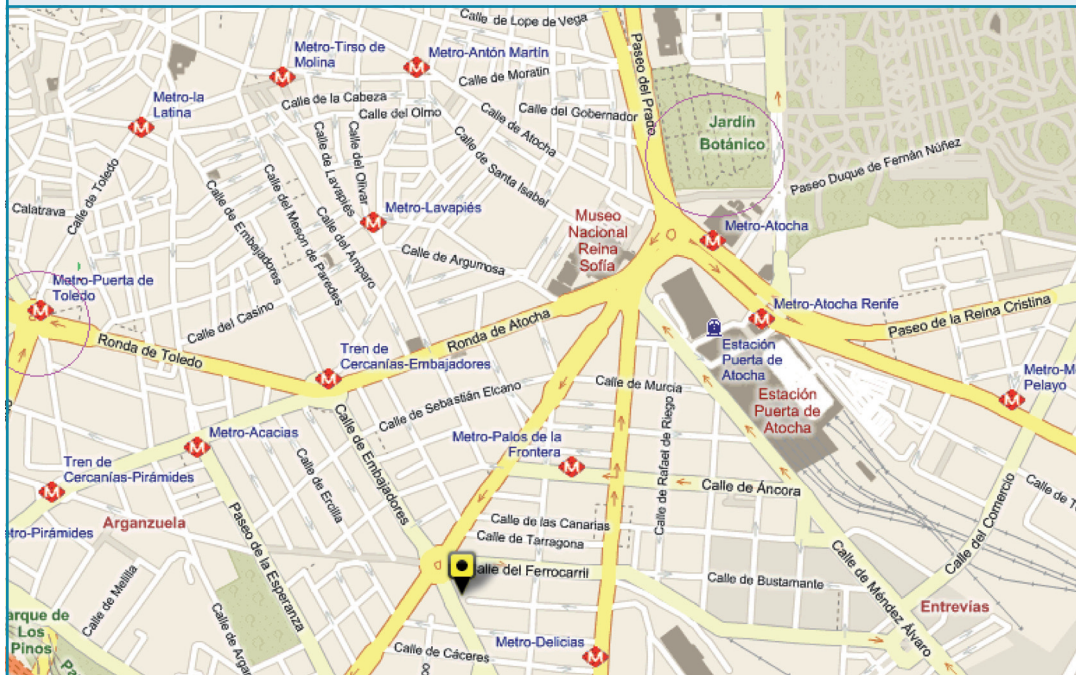 Calle de Lope de Vega
Metro-Tirso de
Molina
Metro-Antón Martín
Calle de Moratin
Paseo del Prado
Metro-la
Latina
Calle de la Cabeza
Calle del Olmo
Calle del Gobernador
Calle de Atocha
Jardín
Botánico
Calle de Toledo
Calle de Lavapiés
Calle del Olivar
Calle de Santa Isabel
Paseo Duque de Fernán Núñez
Calatrava
Calle de Embajadores
Calle del Meson de Paredes
Calle del Amparo
Metro-Lavapiés
Museo
Nacional
Reina
Sofía
Metro-Atocha
Calle de Argumosa
Metro-Puerta de
Toledo
Calle del Casino
Ronda de Atocha
Metro-Atocha Renfe
Paseo de la Reina Cristina
Ronda de Toledo
Tren de
Cercanías-Embajadores
Estación
Puerta de
Atocha
Calle de Sebastián Elcano
Calle de Murcia
Estación
Puerta de
Atocha
Pelayo
Metro-Acacias
Calle de Embajadores
Metro-Palos de la
Frontera
Calle de Rafael de Riego
Tren de
Cercanías-Pirámides
Calle de Ercilla
Calle de Áncora
Calle del Comercio
etro-Pirámides
Arganzuela
Paseo de la Esperanza
Calle de las Canarias
Calle de Tarragona
Calle del Ferrocarril
Calle de Bustamante
Calle de Méndez Álvaro
Calle de Melilla
Entrevías
arque de
Los
Pinos
Calle de Cáceres
Metro-Delicias